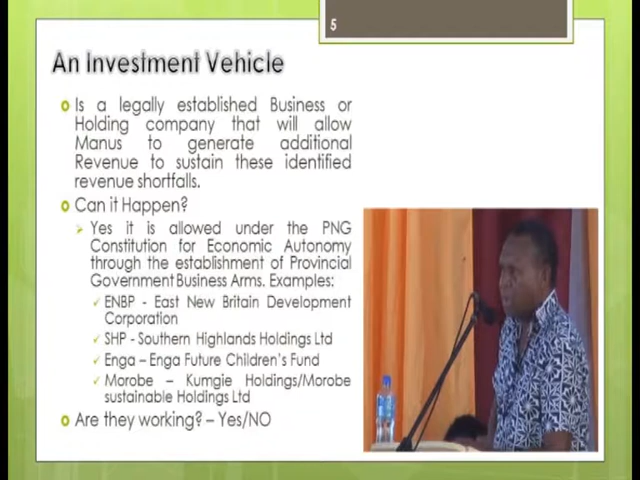 5
An Investment Vehicle
Is a legally established Business or
Holding company that will allow
Manus to generate additional
Revenue to sustain these identified
revenue shortfalls.
Can it Happen?
Yes it is allowed under the PNG
Constitution for Economic Autonomy
through the establishment of Provincial
Government Business Arms. Examples:
ENBP - East New Britain Development
Corporation
SHP - Southern Highlands Holdings Ltd
Enga – Enga Future Children's Fund
Morobe – Kumgie Holdings/Morobe
sustainable Holdings Ltd
Are they working? – Yes/NO